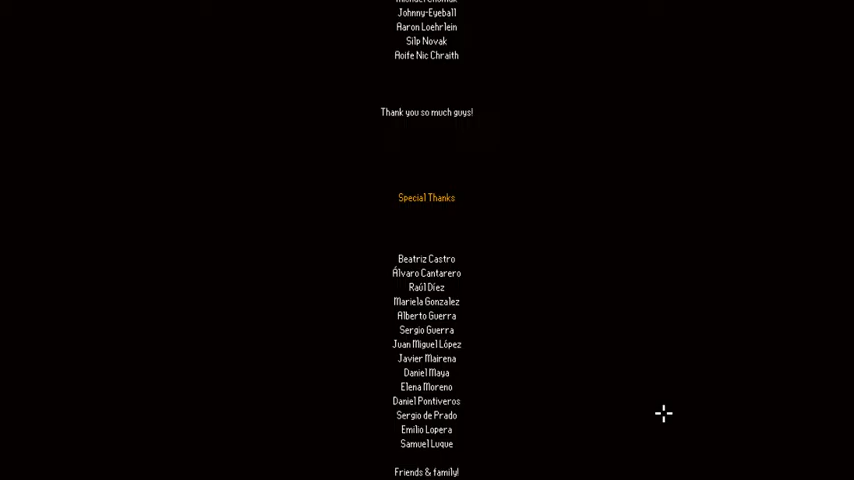 Johnny-Eyeball
Aaron Loehrlein
Silp Novak
Aoife Nic Chraith
Thank you so much guys!
Special Thanks
Beatriz Castro
Álvaro Cantarero
Raúl Díez
Mariela Gonzalez
Alberto Guerra
Sergio Guerra
Juan Miguel López
Javier Mairena
Daniel Maya
Elena Moreno
Daniel Pontiveros
Sergio de Prado
Emilio Lopera
Samuel Luque
Friends & family!